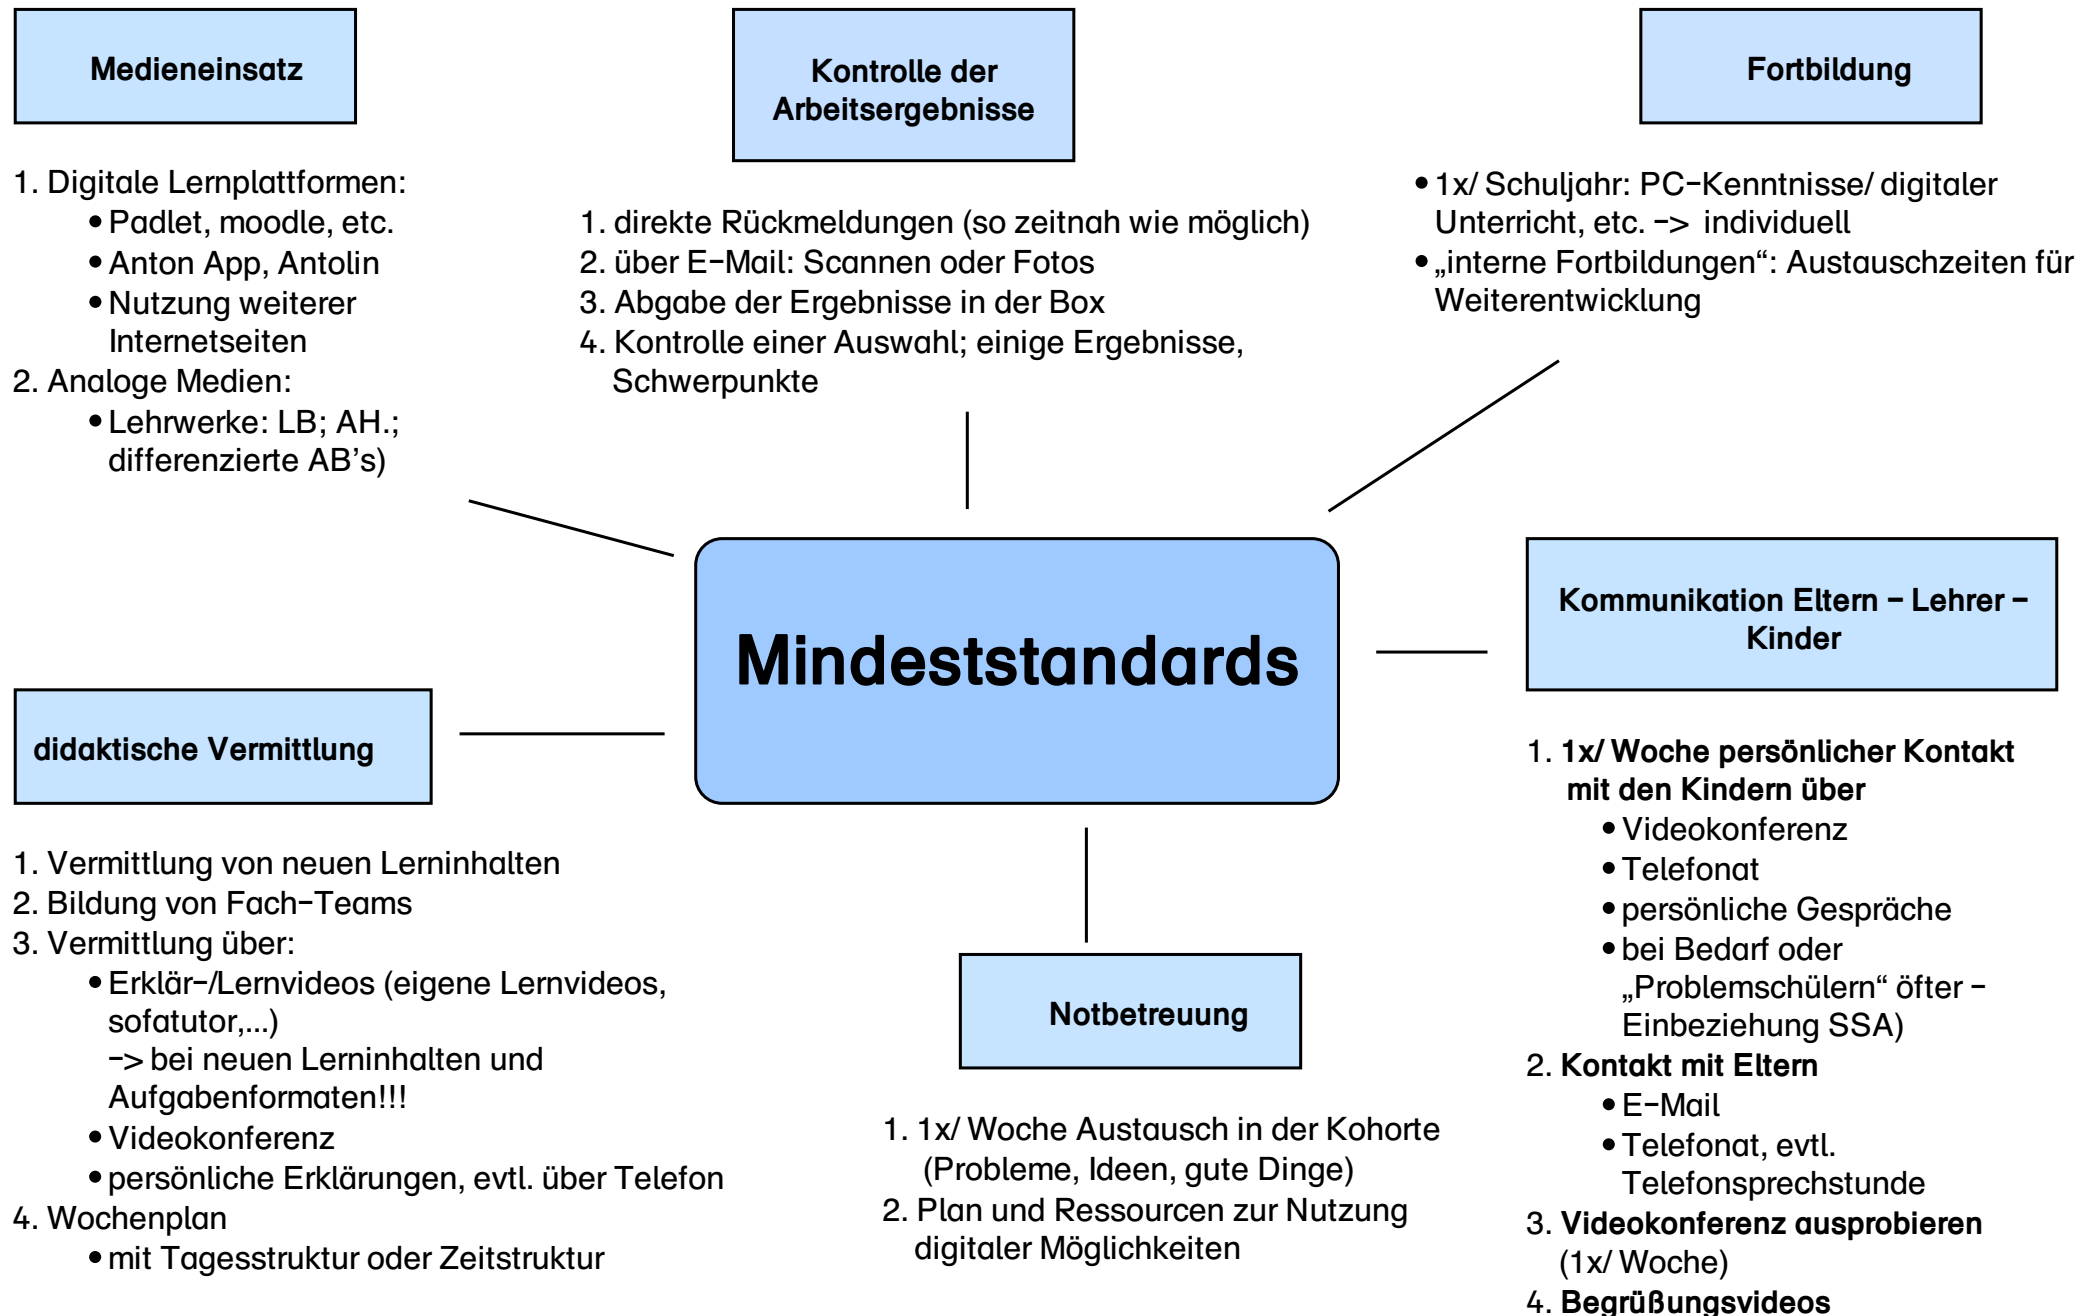 Medieneinsatz
1. Digitale Lernplattformen:
• Padlet, moodle, etc.
• Anton App, Antolin
• Nutzung weiterer
Internetseiten
2. Analoge Medien:
• Lehrwerke: LB; AH.;
differenzierte AB’s)
Kontrolle der
Arbeitsergebnisse
1. direkte Rückmeldungen (so zeitnah wie möglich)
2. über E-Mail: Scannen oder Fotos
3. Abgabe der Ergebnisse in der Box
4. Kontrolle einer Auswahl; einige Ergebnisse,
Schwerpunkte
Fortbildung
• 1x/ Schuljahr: PC-Kenntnisse/ digitaler
Unterricht, etc. -> individuell
• „interne Fortbildungen“: Austauschzeiten für
Weiterentwicklung
Mindeststandards
Kommunikation Eltern - Lehrer -
Kinder
1. 1x/ Woche persönlicher Kontakt
mit den Kindern über
• Videokonferenz
• Telefonat
• persönliche Gespräche
• bei Bedarf oder
„Problemschülern“ öfter -
Einbeziehung SSA)
2. Kontakt mit Eltern
• E-Mail
• Telefonat, evtl.
Telefonsprechstunde
3. Videokonferenz ausprobieren
(1x/ Woche)
4. Begrüßungsvideos
didaktische Vermittlung
1. Vermittlung von neuen Lerninhalten
2. Bildung von Fach-Teams
3. Vermittlung über:
• Erklär-/Lernvideos (eigene Lernvideos,
sofatutor,...)
-> bei neuen Lerninhalten und
Aufgabenformaten!!!
• Videokonferenz
• persönliche Erklärungen, evtl. über Telefon
4. Wochenplan
• mit Tagesstruktur oder Zeitstruktur
Notbetreuung
1. 1x/ Woche Austausch in der Kohorte
(Probleme, Ideen, gute Dinge)
2. Plan und Ressourcen zur Nutzung
digitaler Möglichkeiten